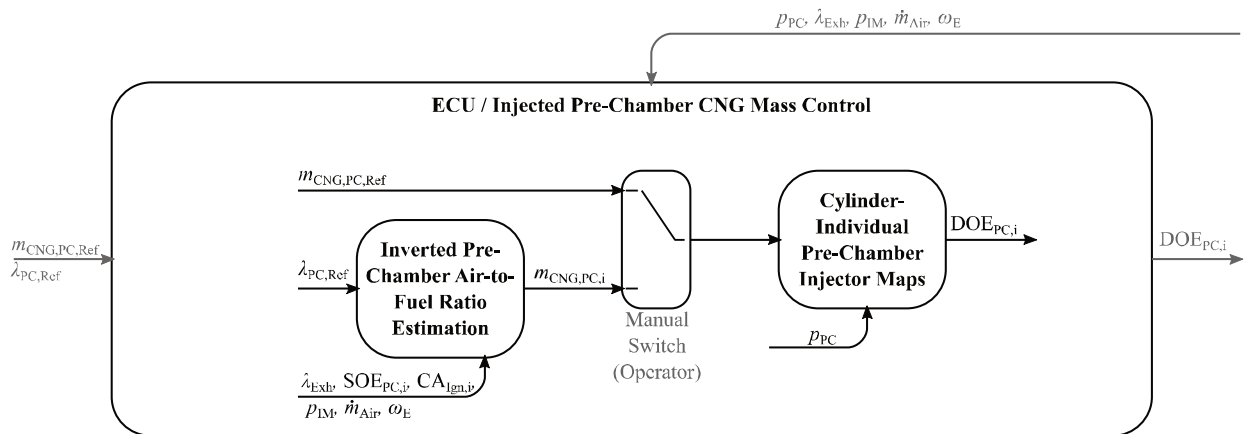 p_PC, λ_Exh, p_IM, ṁ_Air, ω_E
ECU / Injected Pre-Chamber CNG Mass Control
m_CNG,PC,Ref
λ_PC,Ref
m_CNG,PC,Ref
λ_PC,Ref
Inverted Pre-
Chamber Air-to-
Fuel Ratio
Estimation
m_CNG,PC,i
λ_Exh, SOE_PC,i, CA_Ign,i,
p_IM, ṁ_Air, ω_E
Manual
Switch
(Operator)
Cylinder-
Individual
Pre-Chamber
Injector Maps
p_PC
DOE_PC,i
DOE_PC,i